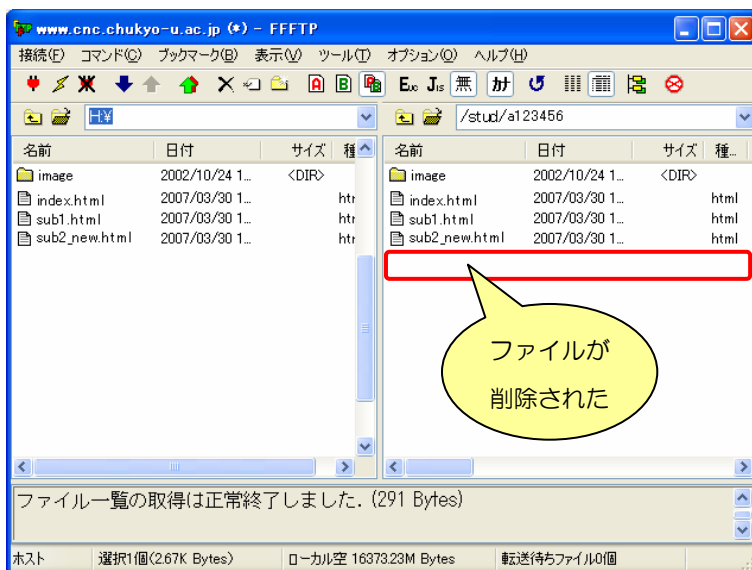 www.cnc.chukyo-u.ac.jp (*) - FFFTP
接続(F) コマンド(C) ブックマーク(B) 表示(V) ツール(T) オプション(O) ヘルプ(H)
A B Euc Jis 無 カナ
H:¥ /stud/a123456
名前 日付 サイズ 種 名前 日付 サイズ 種...
image 2002/10/24 1... <DIR> image 2002/10/24 1... <DIR>
index.html 2007/03/30 1... htm index.html 2007/03/30 1... html
sub1.html 2007/03/30 1... htm sub1.html 2007/03/30 1... html
sub2_new.html 2007/03/30 1... htm sub2_new.html 2007/03/30 1... html
ファイルが
削除された
ファイル一覧の取得は正常終了しました. (291 Bytes)
ホスト 選択1個(2.67K Bytes) ローカル空 16373.23M Bytes 転送待ちファイル0個